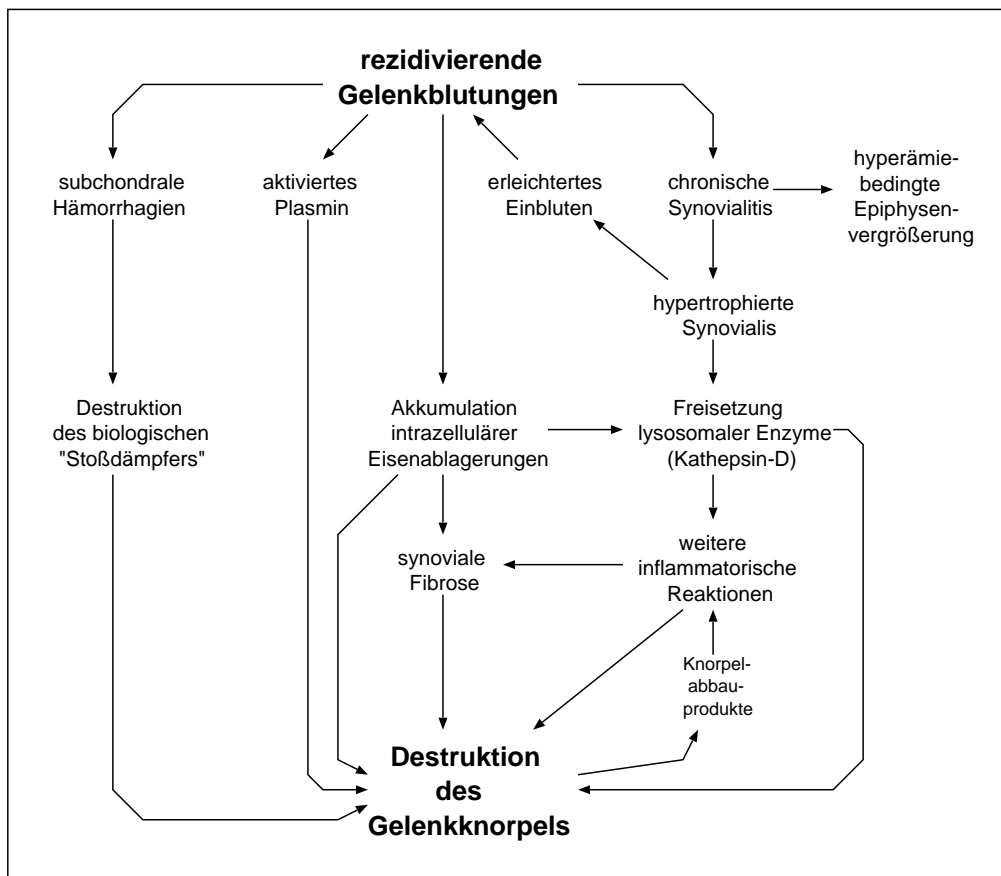 rezidivierende
Gelenkblutungen
subchondrale
Hämorrhagien
aktiviertes
Plasmin
erleichtertes
Einbluten
chronische
Synovialitis
hyperämie-
bedingte
Epiphysen-
vergrößerung
hypertrophierte
Synovialis
Destruktion
des biologischen
"Stoßdämpfers"
Akkumulation
intrazellulärer
Eisenablagerungen
Freisetzung
lysosomaler Enzyme
(Kathepsin-D)
synoviale
Fibrose
weitere
inflammatorische
Reaktionen
Knorpel-
abbau-
produkte
Destruktion
des
Gelenkknorpels